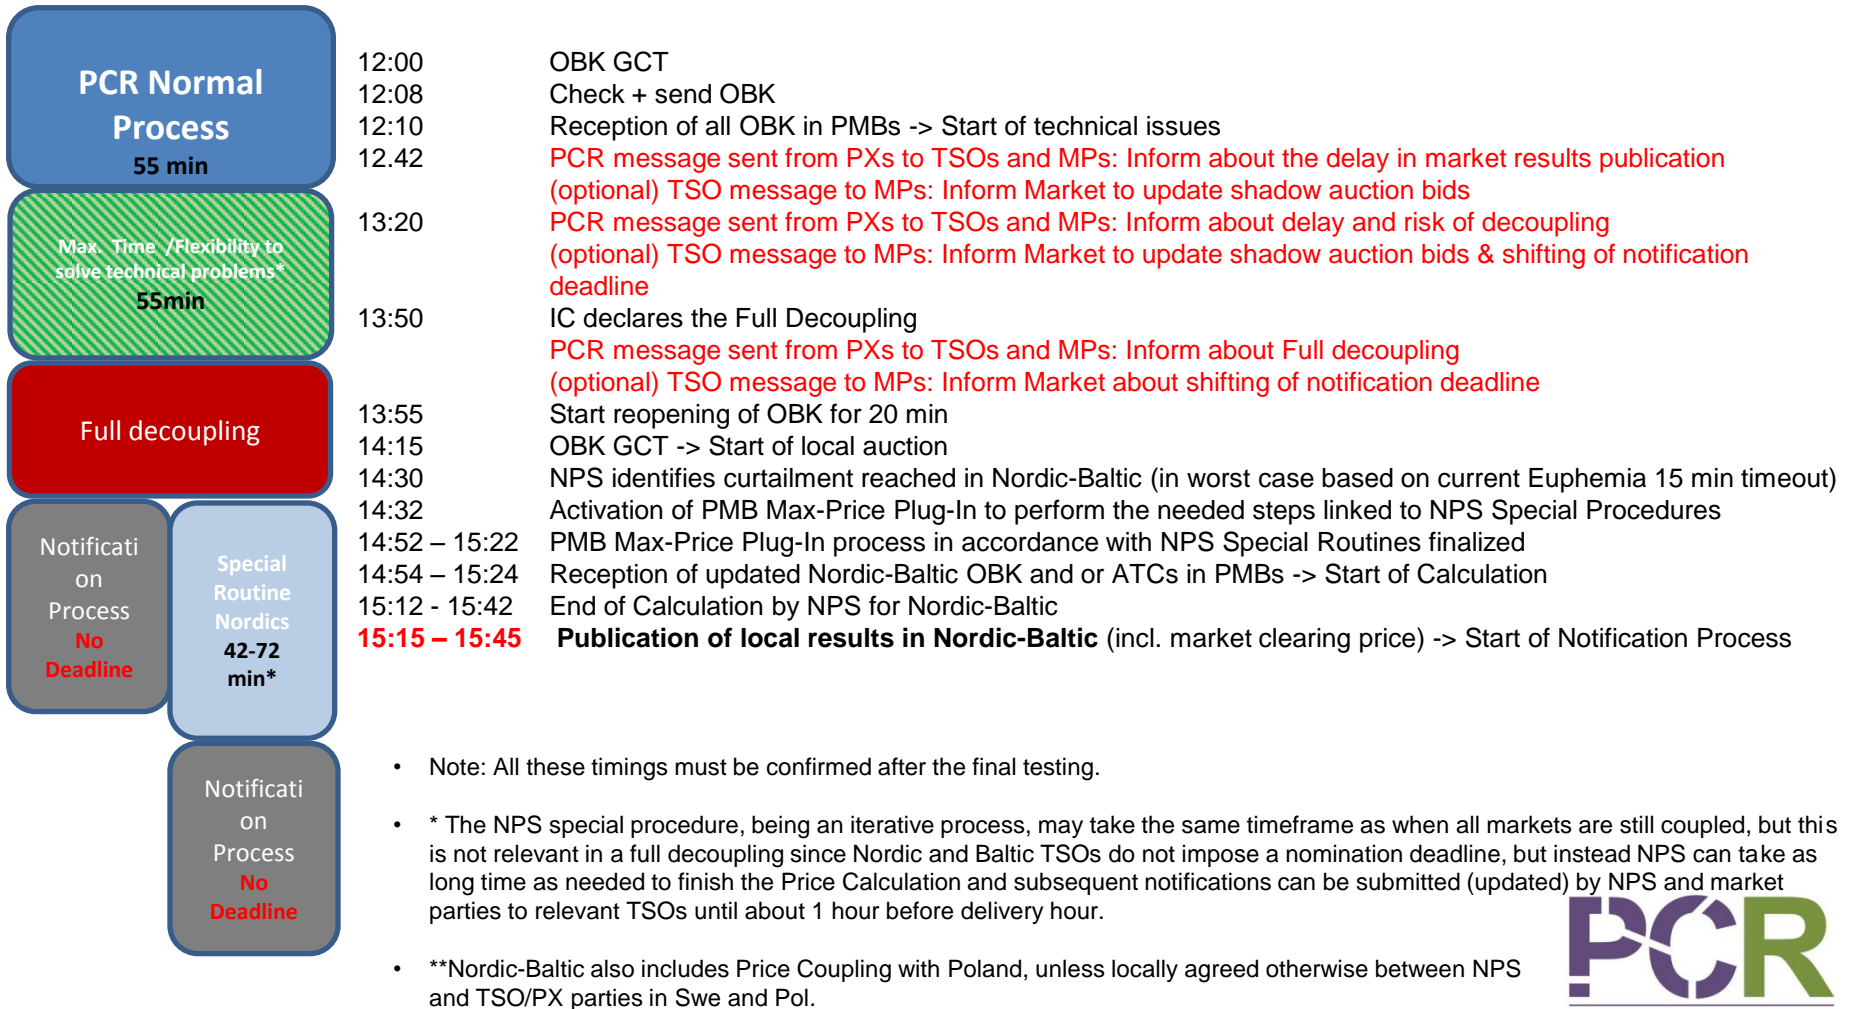 PCR Normal
Process
55 min
Max. Time /Flexibility to
solve technical problems*
55min
Full decoupling
Notificati
on
Process
No
Deadline
Special
Routine
Nordics
42-72
min*
Notificati
on
Process
No
Deadline
12:00 OBK GCT
12:08 Check + send OBK
12:10 Reception of all OBK in PMBs -> Start of technical issues
12.42 PCR message sent from PXs to TSOs and MPs: Inform about the delay in market results publication
(optional) TSO message to MPs: Inform Market to update shadow auction bids
13:20 PCR message sent from PXs to TSOs and MPs: Inform about delay and risk of decoupling
(optional) TSO message to MPs: Inform Market to update shadow auction bids & shifting of notification
deadline
13:50 IC declares the Full Decoupling
PCR message sent from PXs to TSOs and MPs: Inform about Full decoupling
(optional) TSO message to MPs: Inform Market about shifting of notification deadline
13:55 Start reopening of OBK for 20 min
14:15 OBK GCT -> Start of local auction
14:30 NPS identifies curtailment reached in Nordic-Baltic (in worst case based on current Euphemia 15 min timeout)
14:32 Activation of PMB Max-Price Plug-In to perform the needed steps linked to NPS Special Procedures
14:52 – 15:22 PMB Max-Price Plug-In process in accordance with NPS Special Routines finalized
14:54 – 15:24 Reception of updated Nordic-Baltic OBK and or ATCs in PMBs -> Start of Calculation
15:12 - 15:42 End of Calculation by NPS for Nordic-Baltic
15:15 – 15:45 Publication of local results in Nordic-Baltic (incl. market clearing price) -> Start of Notification Process
• Note: All these timings must be confirmed after the final testing.
• * The NPS special procedure, being an iterative process, may take the same timeframe as when all markets are still coupled, but this
is not relevant in a full decoupling since Nordic and Baltic TSOs do not impose a nomination deadline, but instead NPS can take as
long time as needed to finish the Price Calculation and subsequent notifications can be submitted (updated) by NPS and market
parties to relevant TSOs until about 1 hour before delivery hour.
• **Nordic-Baltic also includes Price Coupling with Poland, unless locally agreed otherwise between NPS
and TSO/PX parties in Swe and Pol.
PCR